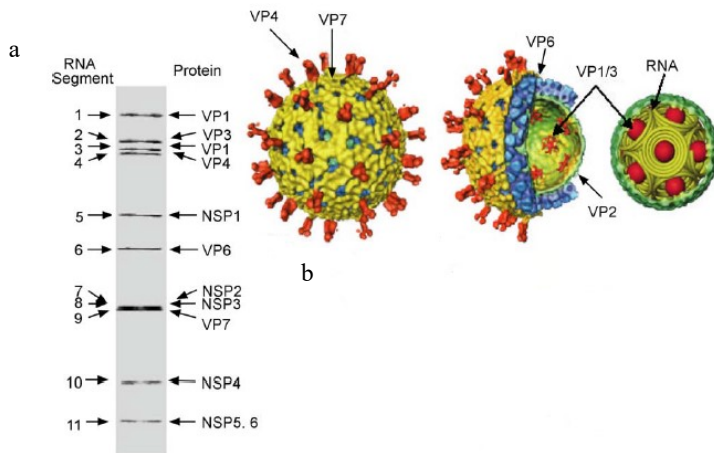 a
RNA
Segment
Protein
1
VP1
2
VP3
3
VP1
4
VP4
5
NSP1
6
VP6
7
NSP2
8
NSP3
9
VP7
10
NSP4
11
NSP5. 6
VP4
VP7
VP6
VP1/3
RNA
VP2
b